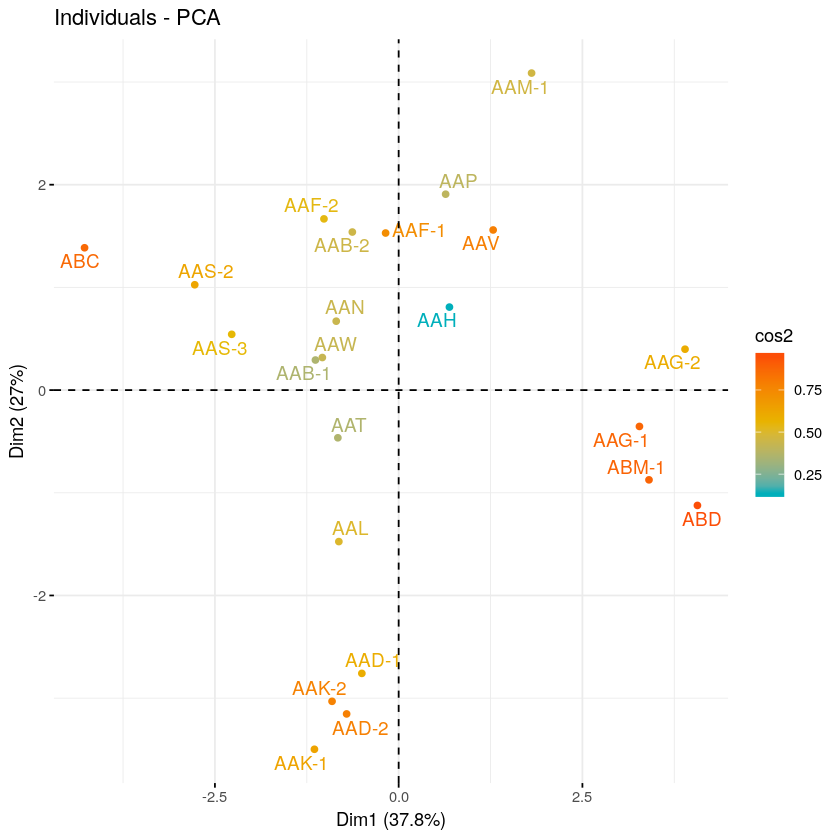 Individuals - PCA
AAM-1
AAP
AAF-2
AAF-1
AAB-2
AAV
ABC
AAS-2
AAN
AAH
AAW
AAS-3
AAB-1
AAG-2
AAT
AAG-1
ABM-1
ABD
AAL
AAD-1
AAK-2
AAD-2
AAK-1
2
0
-2
Dim2 (27%)
-2.5
0.0
2.5
Dim1 (37.8%)
cos2
0.75
0.50
0.25